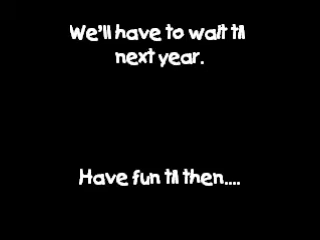 We'll have to wait til
next year.
Have fun til then....